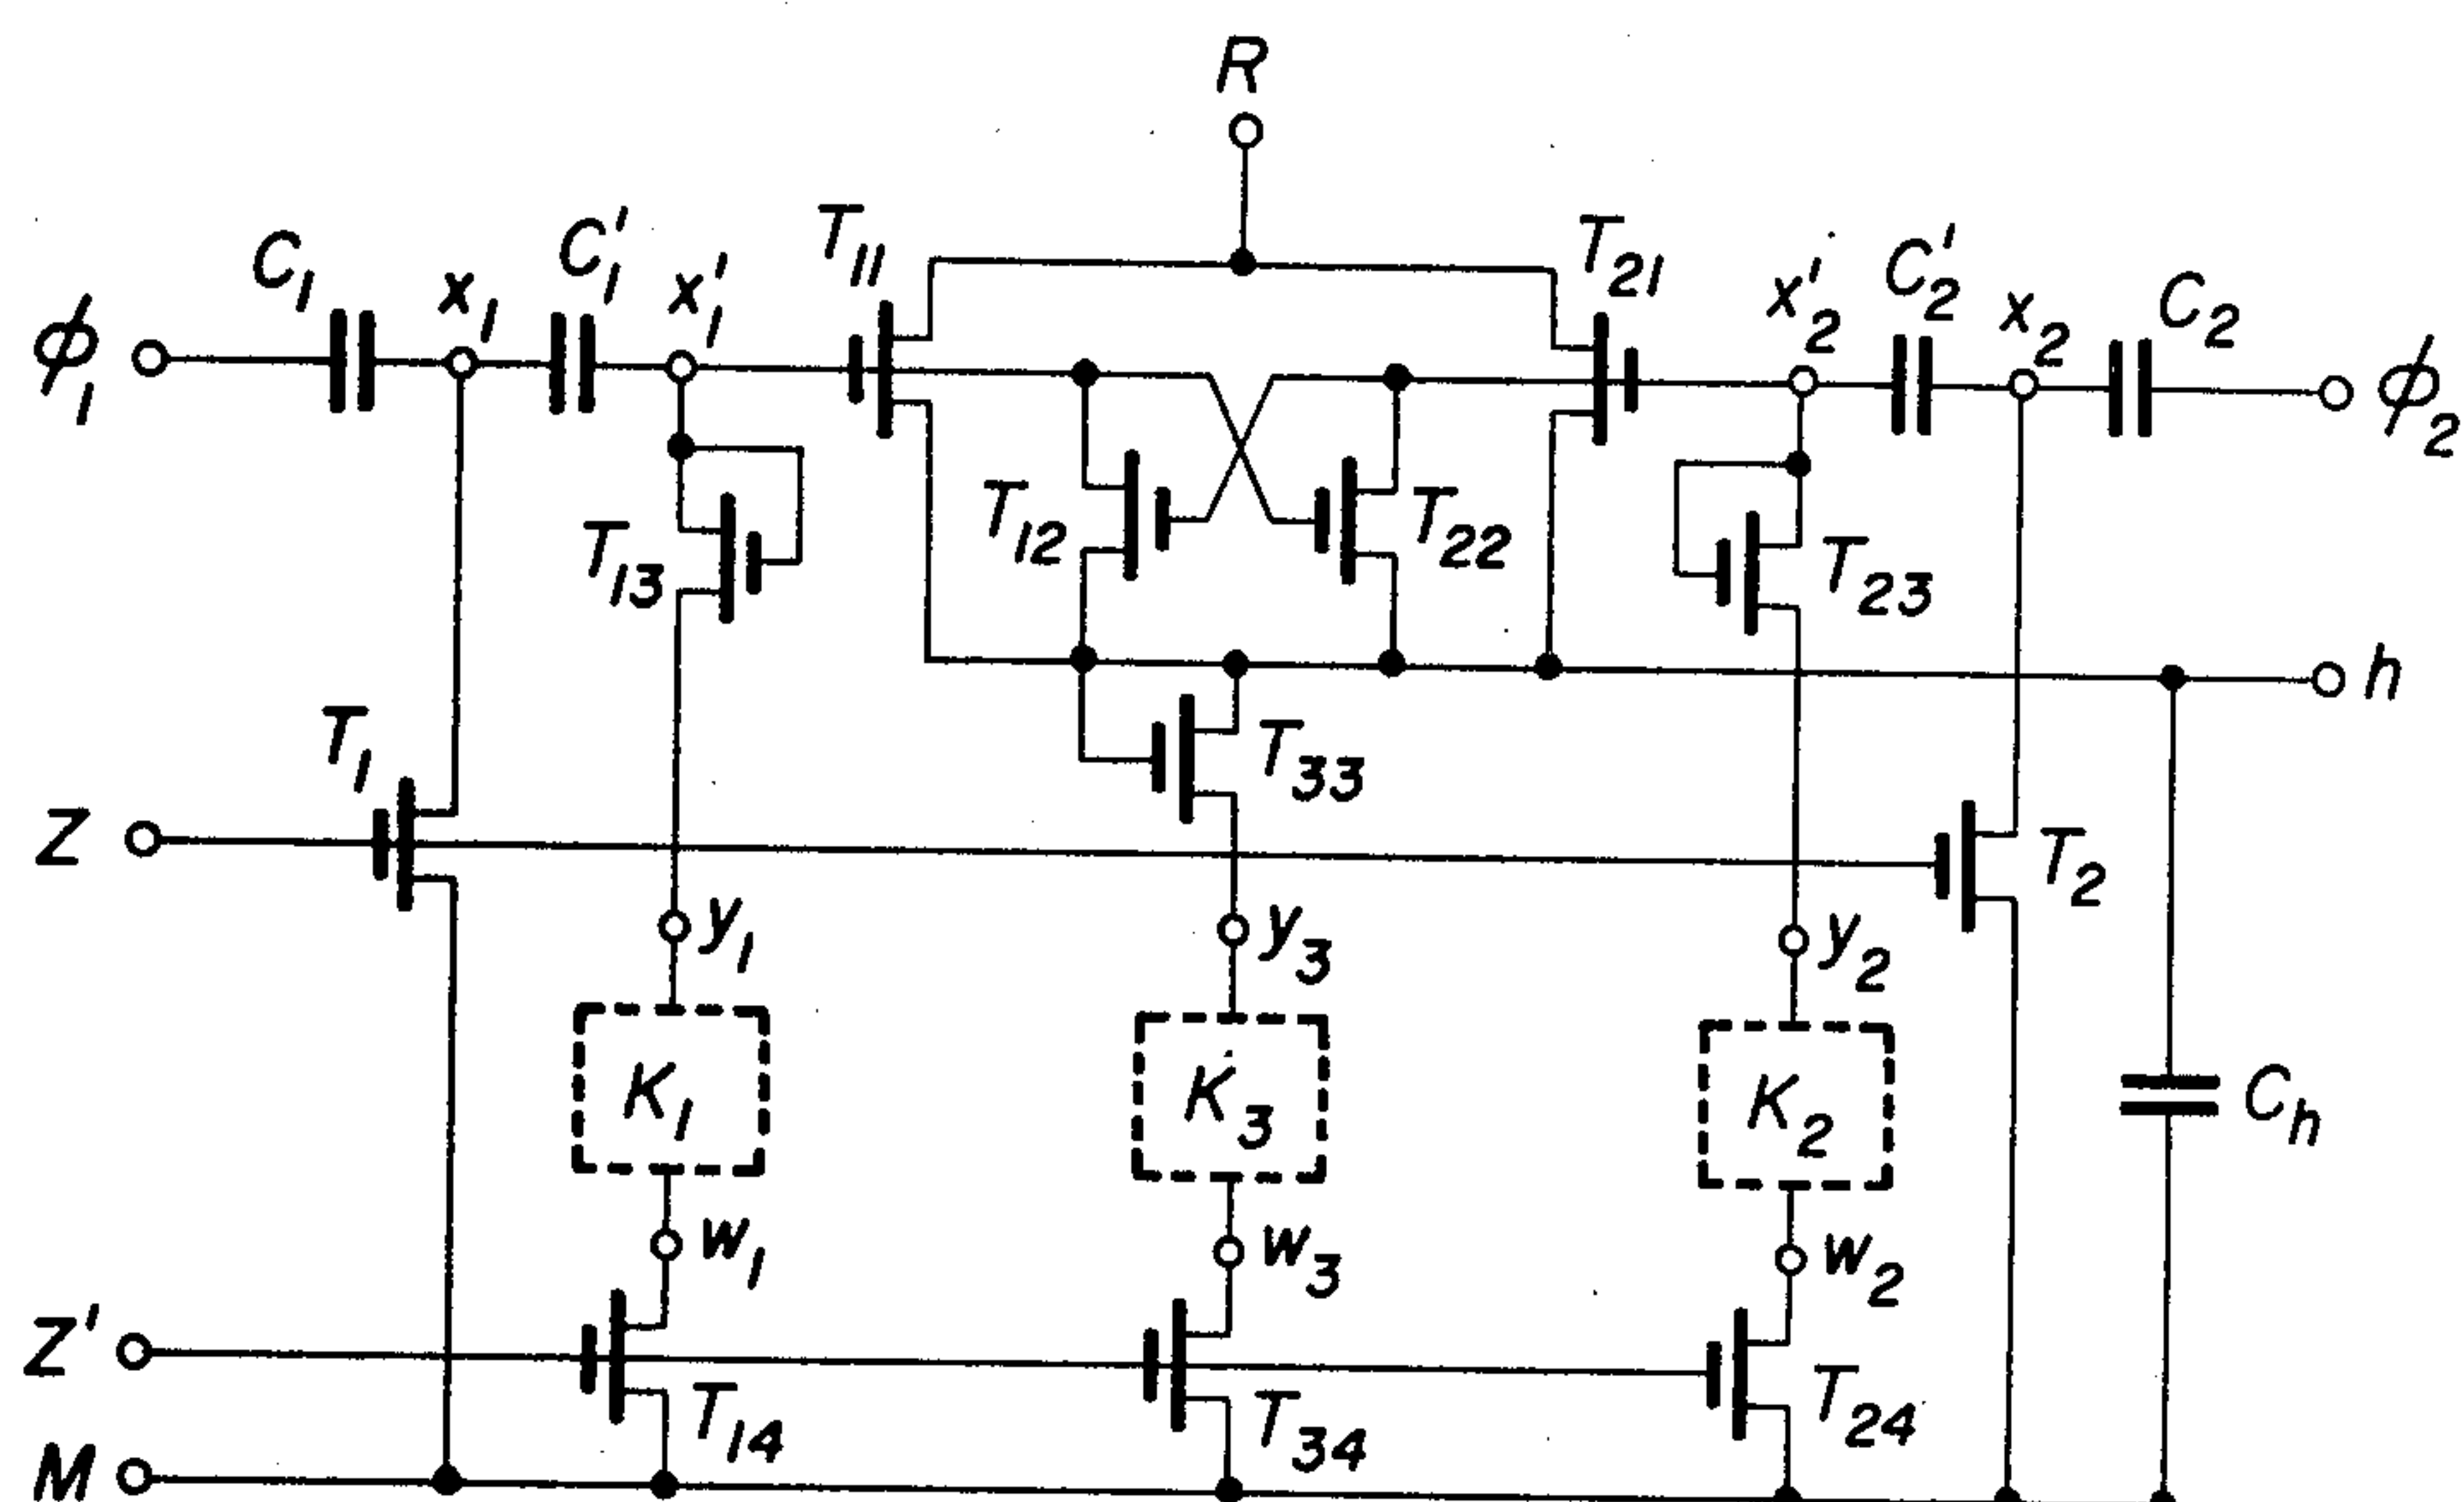 R
ϕ₁ C₁ x₁ C′₁ x′₁ T₁₁ T₂₁ x′₂ C′₂ x₂ C₂ ϕ₂
T₁₂ T₂₂
T₁₃ T₂₃
h
T₁ T₃₃
Z T₂
y₁ y₃ y₂
K₁ K₃ K₂ Cₕ
w₁ w₃ w₂
Z′
T₁₄ T₃₄ T₂₄
M